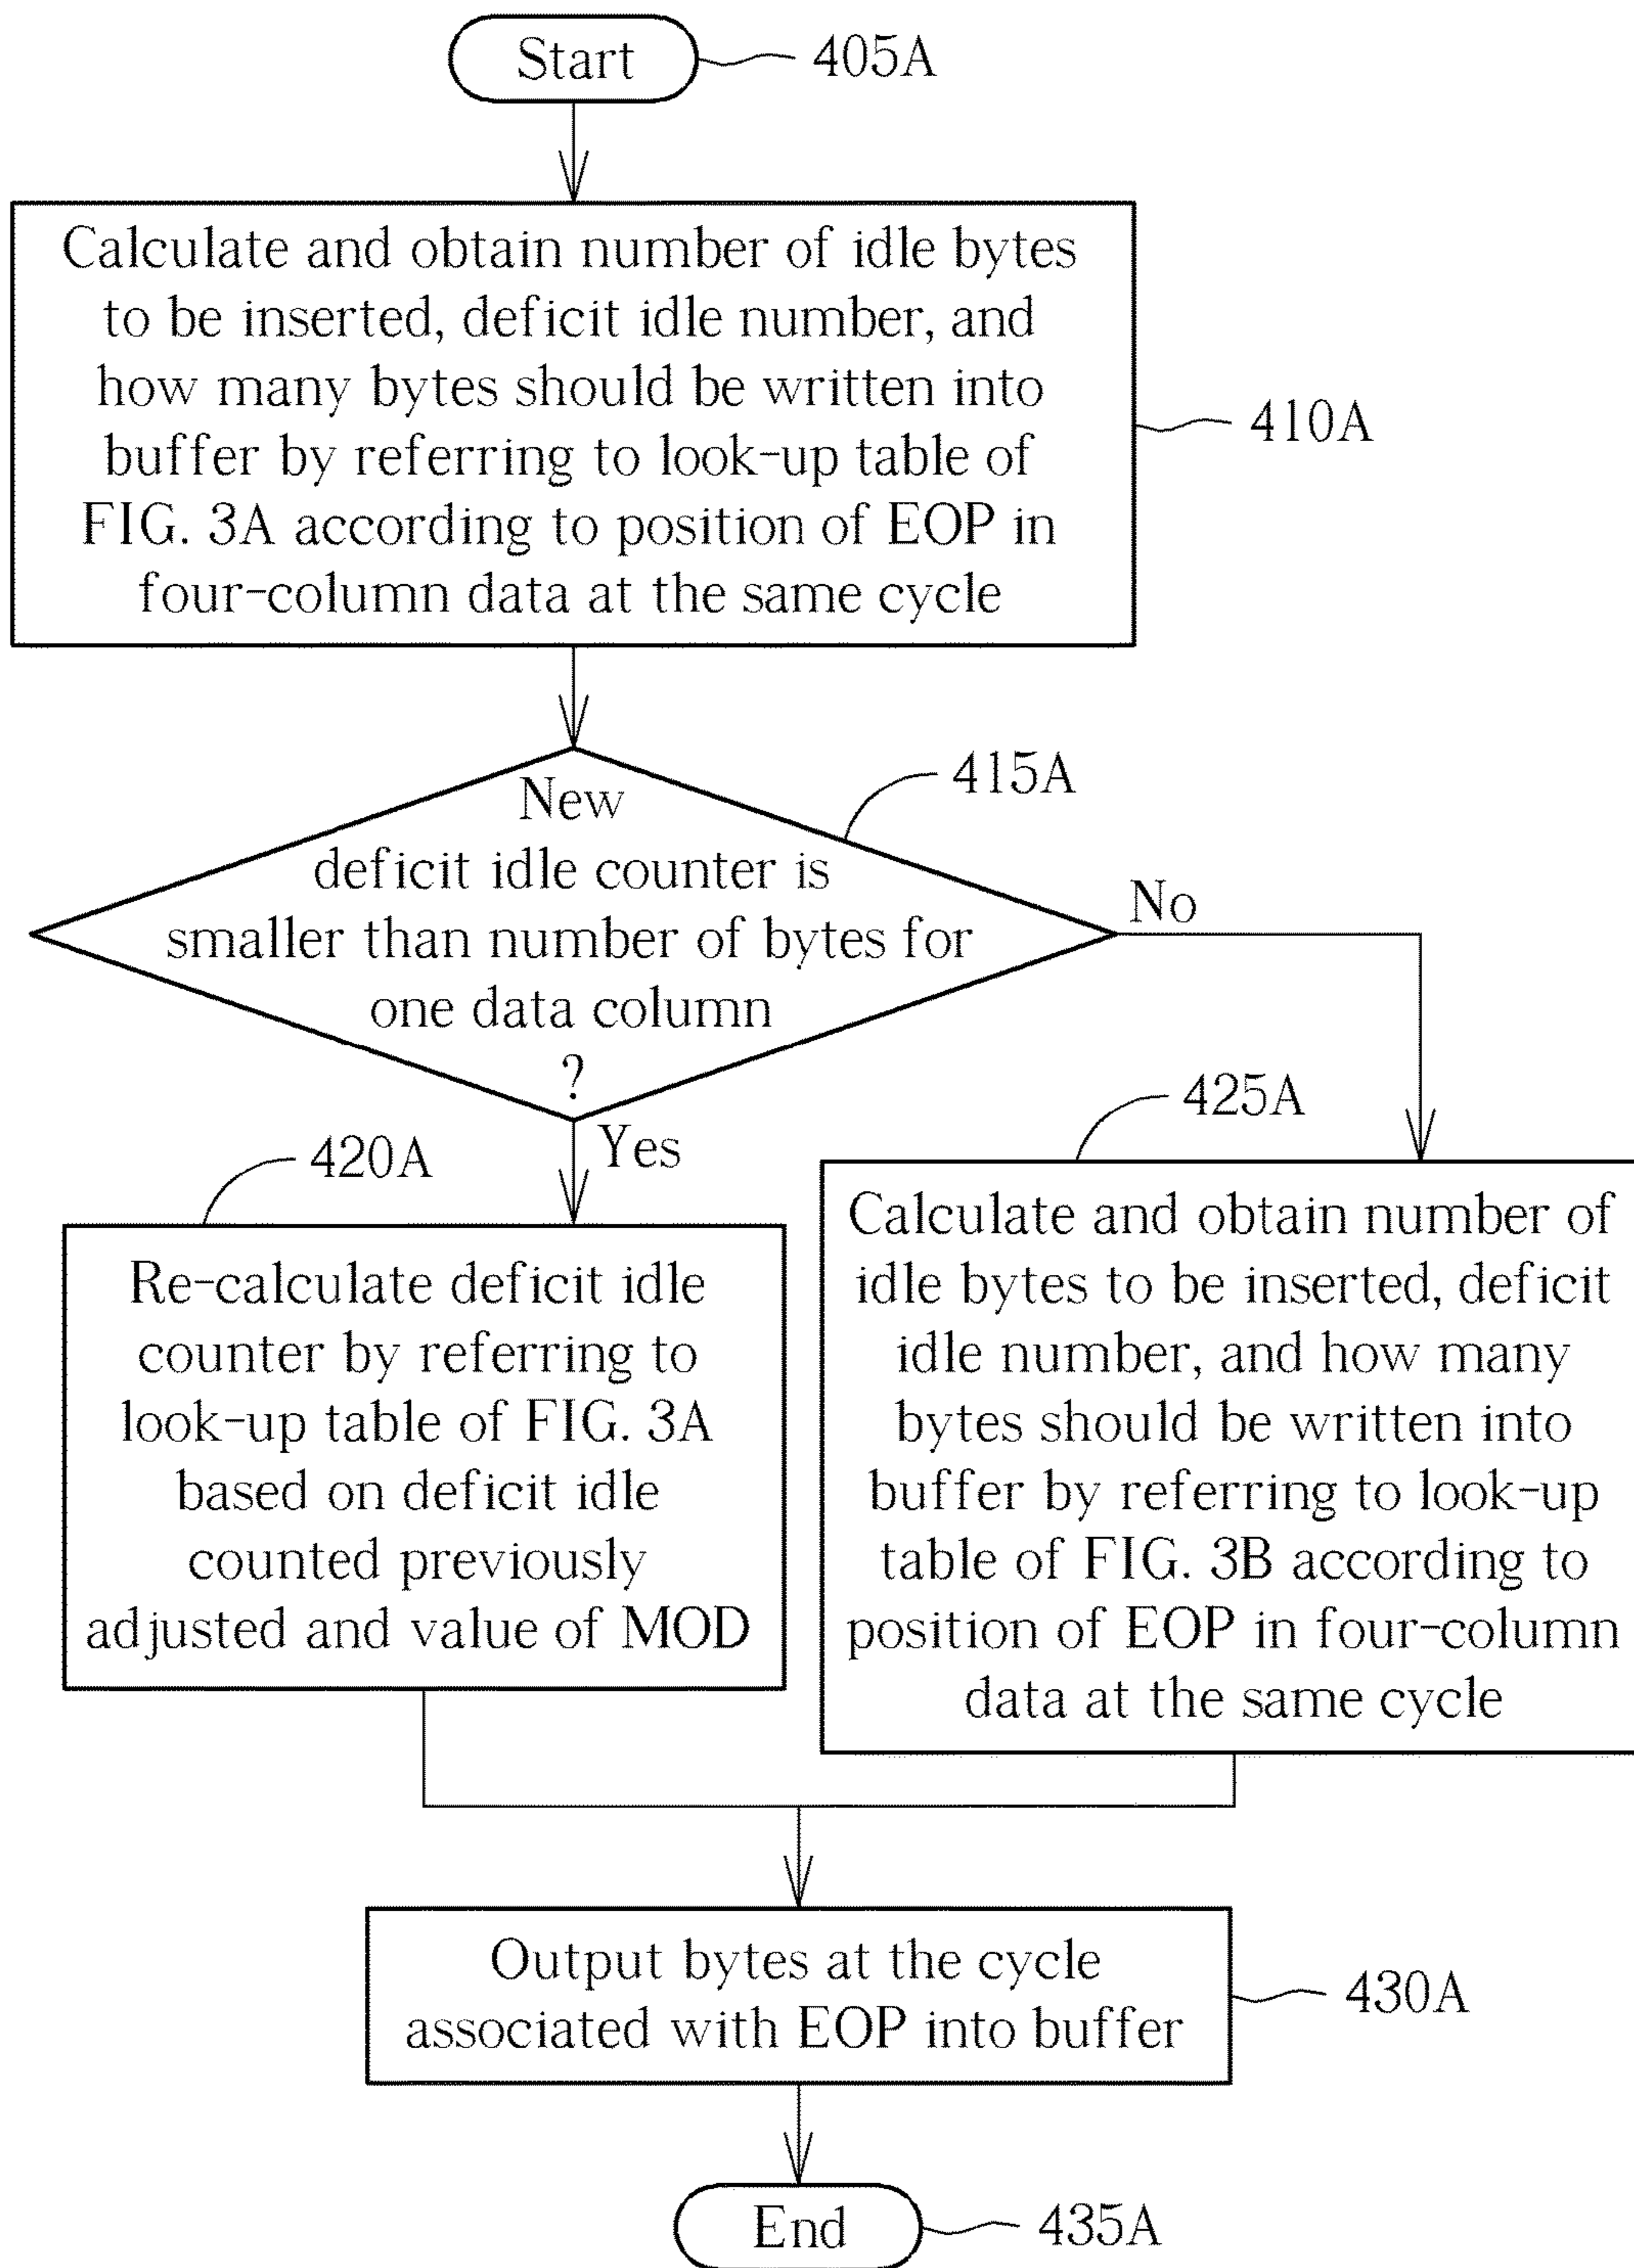 Start
405A
Calculate and obtain number of idle bytes
to be inserted, deficit idle number, and
how many bytes should be written into
buffer by referring to look-up table of
FIG. 3A according to position of EOP in
four-column data at the same cycle
410A
New
deficit idle counter is
smaller than number of bytes for
one data column
?
415A
No
Yes
420A
Re-calculate deficit idle
counter by referring to
look-up table of FIG. 3A
based on deficit idle
counted previously
adjusted and value of MOD
425A
Calculate and obtain number of
idle bytes to be inserted, deficit
idle number, and how many
bytes should be written into
buffer by referring to look-up
table of FIG. 3B according to
position of EOP in four-column
data at the same cycle
Output bytes at the cycle
associated with EOP into buffer
430A
End
435A